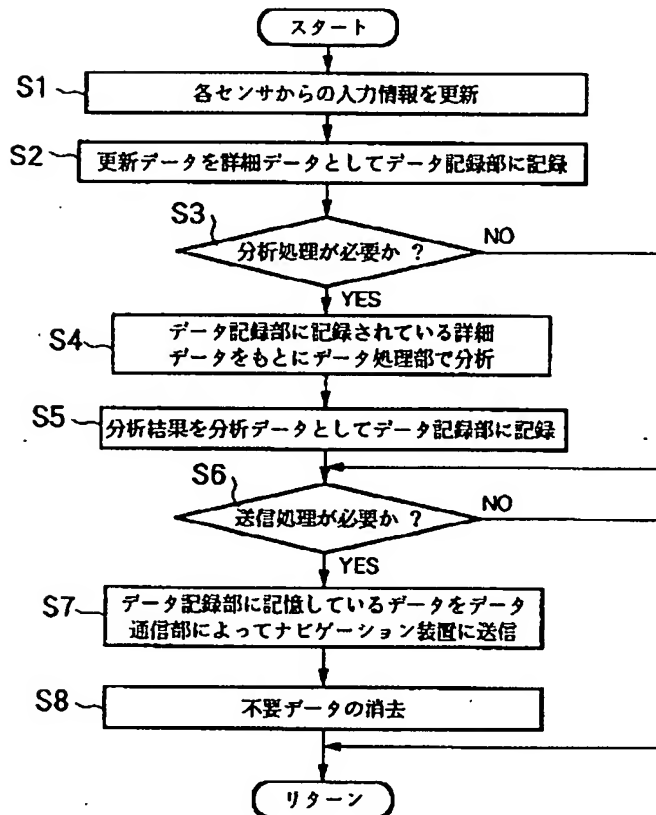 スタート
S1
各センサからの入力情報を更新
S2
更新データを詳細データとしてデータ記録部に記録
S3
分析処理が必要か ?
NO
YES
S4
データ記録部に記録されている詳細
データをもとにデータ処理部で分析
S5
分析結果を分析データとしてデータ記録部に記録
S6
送信処理が必要か ?
NO
YES
S7
データ記録部に記憶しているデータをデータ
通信部によってナビゲーション装置に送信
S8
不要データの消去
リターン